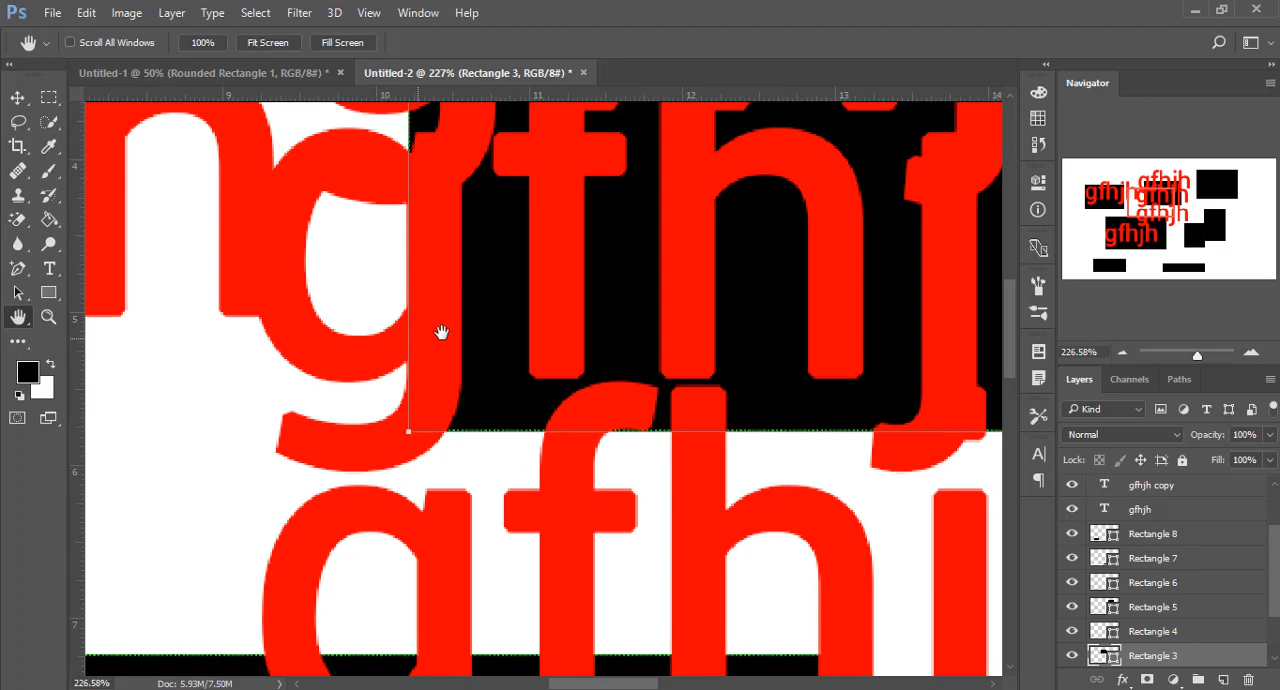 Ps File Edit Image Layer Type Select Filter 3D View Window Help
Scroll All Windows 100% Fit Screen Fill Screen
Untitled-1 @ 50% (Rounded Rectangle 1, RGB/8#) * × Untitled-2 @ 227% (Rectangle 3, RGB/8#) * ×
9 10 11 12 13 14
4
5
6
7
gfhj
gfhj
Navigator
gfhjh
gfhjh
gfhjh
gfhjh
gfhjh
226.58%
Layers Channels Paths
Kind
Normal Opacity: 100%
Lock: Fill: 100%
T gfhjh copy
T gfhjh
Rectangle 8
Rectangle 7
Rectangle 6
Rectangle 5
Rectangle 4
Rectangle 3
226.58% Doc: 5.93M/7.50M